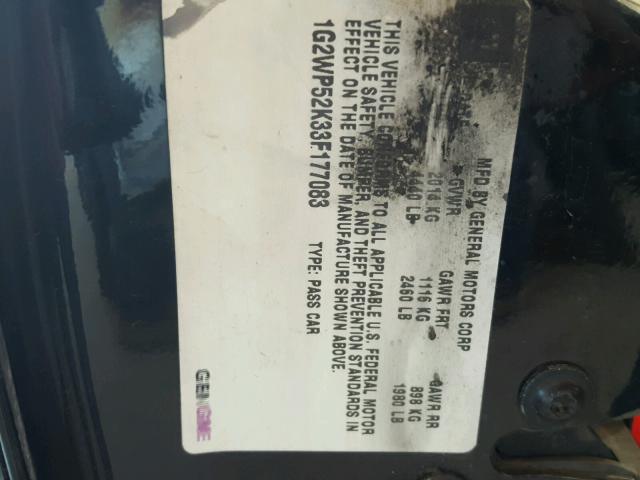 MFD BY GENERAL MOTORS CORP
GVWR GAWR FRT GAWR RR
2014 KG 1116 KG 898 KG
4440 LB 2460 LB 1980 LB
THIS VEHICLE CONFORMS TO ALL APPLICABLE U.S. FEDERAL MOTOR
VEHICLE SAFETY, BUMPER, AND THEFT PREVENTION STANDARDS IN
EFFECT ON THE DATE OF MANUFACTURE SHOWN ABOVE.
1G2WP52K33F177083 TYPE: PASS CAR